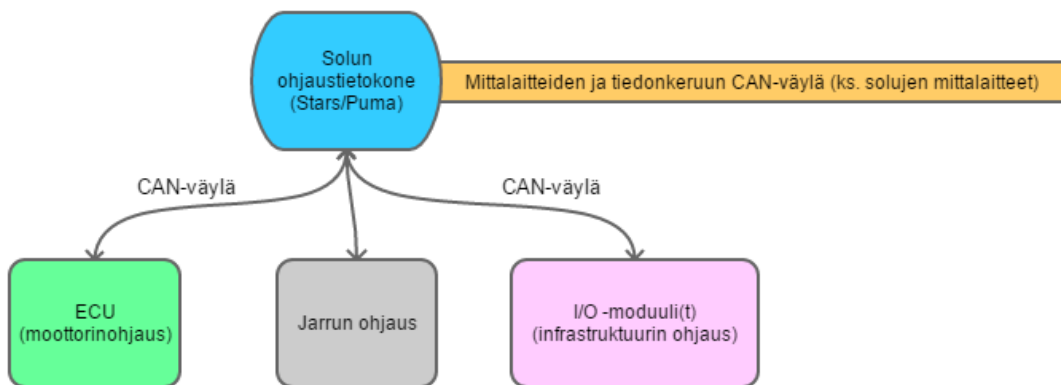 Solun
ohjaustietokone
(Stars/Puma)
Mittalaitteiden ja tiedonkeruun CAN-väylä (ks. solujen mittalaitteet)
CAN-väylä
CAN-väylä
ECU
(moottorinohjaus)
Jarrun ohjaus
I/O -moduuli(t)
(infrastruktuurin ohjaus)